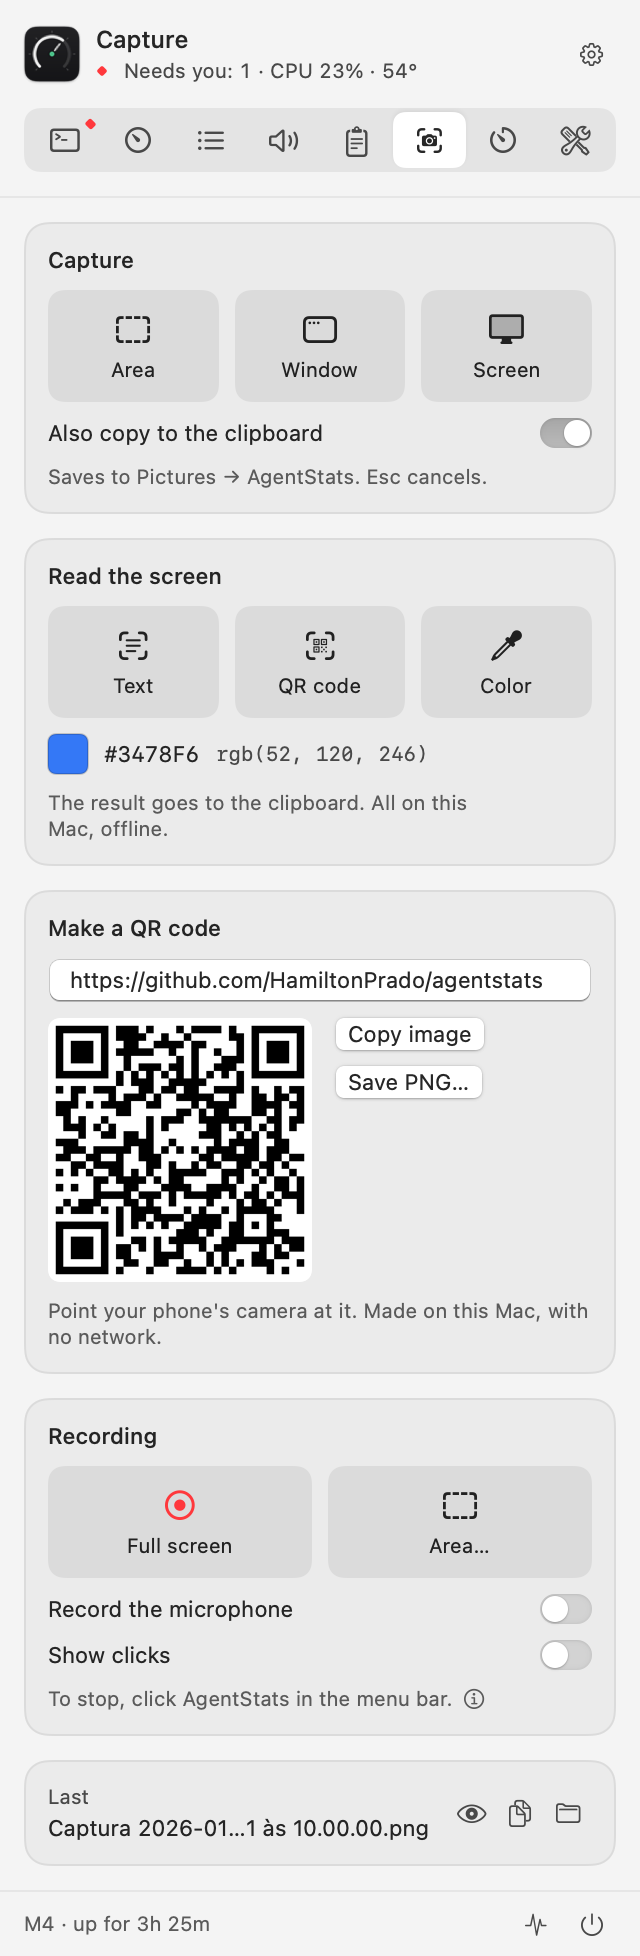 Capture
Needs you: 1 · CPU 23% · 54°
Capture
Area
Window
Screen
Also copy to the clipboard
Saves to Pictures → AgentStats. Esc cancels.
Read the screen
Text
QR code
Color
#3478F6 rgb(52, 120, 246)
The result goes to the clipboard. All on this
Mac, offline.
Make a QR code
https://github.com/HamiltonPrado/agentstats
Copy image
Save PNG...
Point your phone's camera at it. Made on this Mac, with
no network.
Recording
Full screen
Area...
Record the microphone
Show clicks
To stop, click AgentStats in the menu bar.
Last
Captura 2026-01...1 às 10.00.00.png
M4 · up for 3h 25m